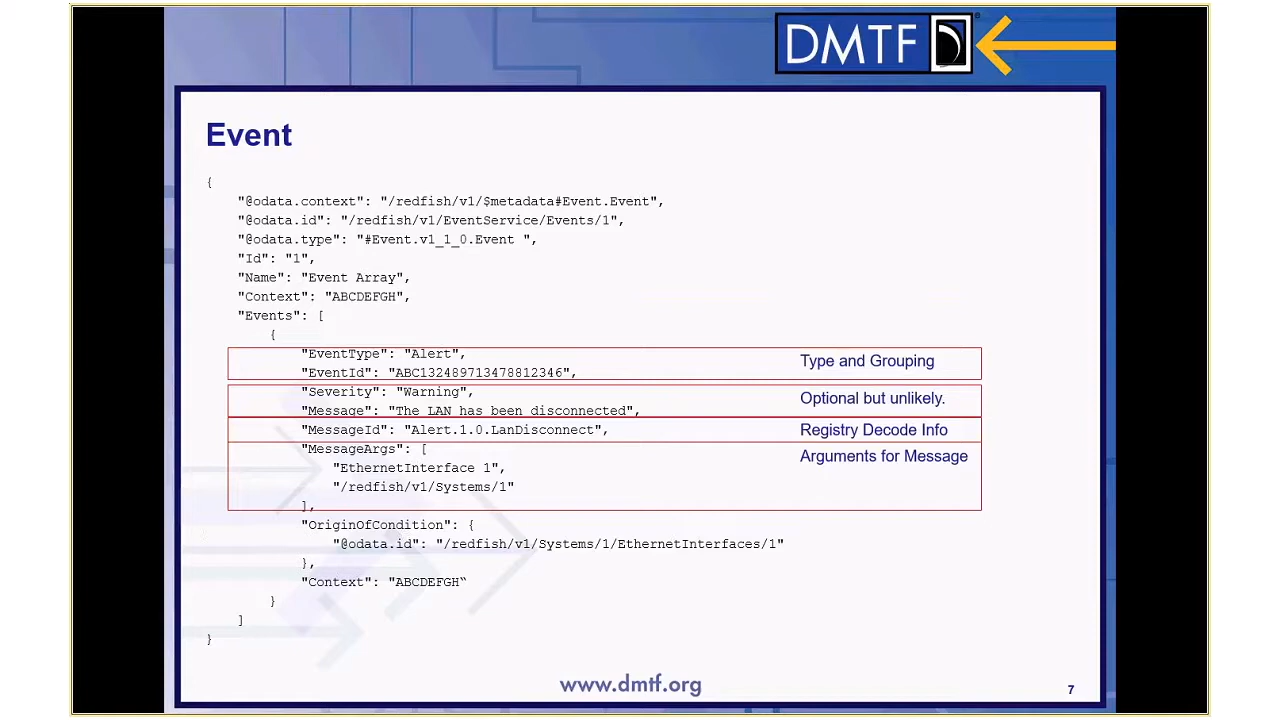 DMTF
Event
{
"@odata.context": "/redfish/v1/$metadata#Event.Event",
"@odata.id": "/redfish/v1/EventService/Events/1",
"@odata.type": "#Event.v1_1_0.Event ",
"Id": "1",
"Name": "Event Array",
"Context": "ABCDEFGH",
"Events": [
{
"EventType": "Alert",
Type and Grouping
"EventId": "ABC132489713478812346",
"Severity": "Warning",
Optional but unlikely.
"Message": "The LAN has been disconnected",
"MessageId": "Alert.1.0.LanDisconnect",
Registry Decode Info
"MessageArgs": [
Arguments for Message
"EthernetInterface 1",
"/redfish/v1/Systems/1"
],
"OriginOfCondition": {
"@odata.id": "/redfish/v1/Systems/1/EthernetInterfaces/1"
},
"Context": "ABCDEFGH“
}
]
}
www.dmtf.org
7